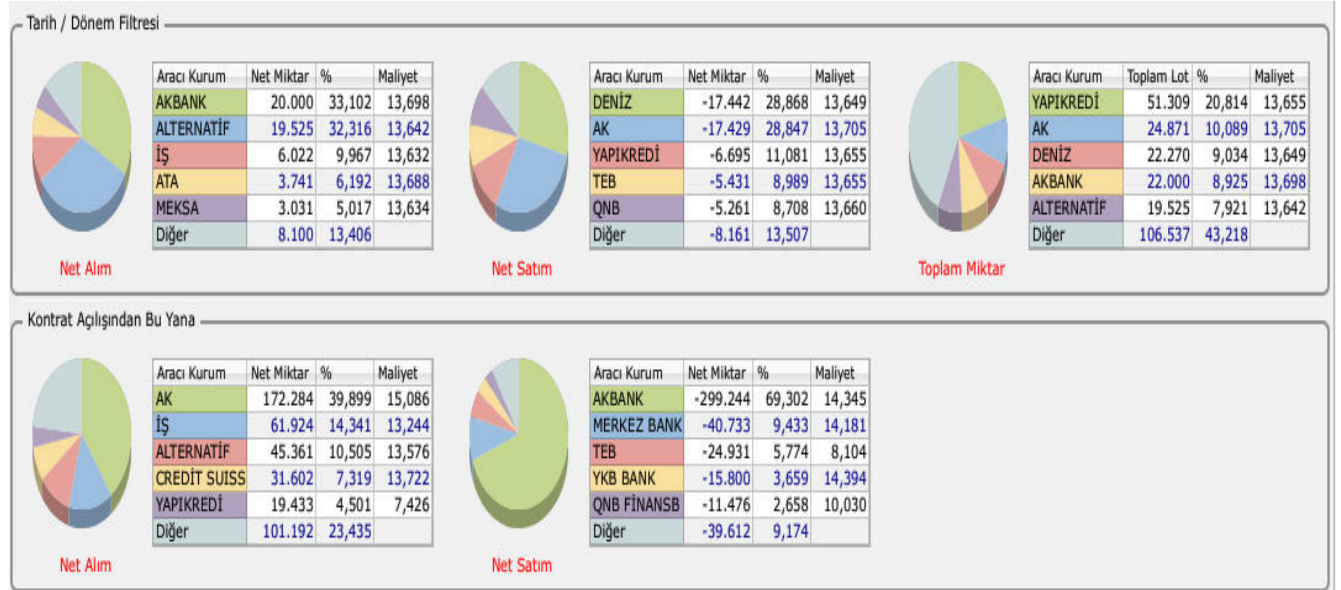 Tarih / Dönem Filtresi
Aracı Kurum Net Miktar % Maliyet
AKBANK 20.000 33,102 13,698
ALTERNATİF 19.525 32,316 13,642
İŞ 6.022 9,967 13,632
ATA 3.741 6,192 13,688
MEKSA 3.031 5,017 13,634
Diğer 8.100 13,406
Net Alım
Aracı Kurum Net Miktar % Maliyet
DENİZ -17.442 28,868 13,649
AK -17.429 28,847 13,705
YAPIKREDİ -6.695 11,081 13,655
TEB -5.431 8,989 13,655
QNB -5.261 8,708 13,660
Diğer -8.161 13,507
Net Satım
Aracı Kurum Toplam Lot % Maliyet
YAPIKREDİ 51.309 20,814 13,655
AK 24.871 10,089 13,705
DENİZ 22.270 9,034 13,649
AKBANK 22.000 8,925 13,698
ALTERNATİF 19.525 7,921 13,642
Diğer 106.537 43,218
Toplam Miktar
Kontrat Açılışından Bu Yana
Aracı Kurum Net Miktar % Maliyet
AK 172.284 39,899 15,086
İŞ 61.924 14,341 13,244
ALTERNATİF 45.361 10,505 13,576
CREDİT SUISS 31.602 7,319 13,722
YAPIKREDİ 19.433 4,501 7,426
Diğer 101.192 23,435
Net Alım
Aracı Kurum Net Miktar % Maliyet
AKBANK -299.244 69,302 14,345
MERKEZ BANK -40.733 9,433 14,181
TEB -24.931 5,774 8,104
YKB BANK -15.800 3,659 14,394
QNB FİNANSB -11.476 2,658 10,030
Diğer -39.612 9,174
Net Satım